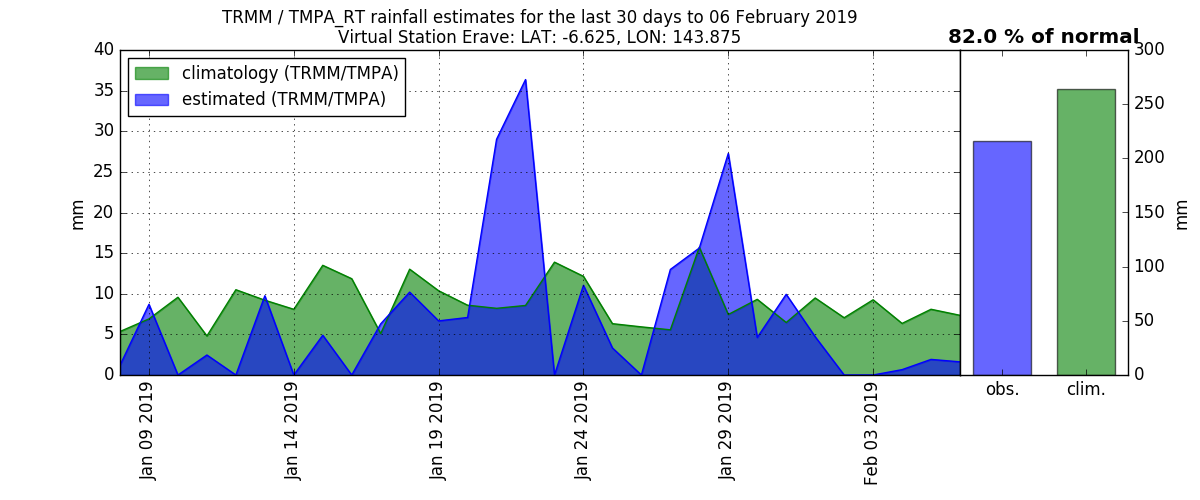 TRMM / TMPA_RT rainfall estimates for the last 30 days to 06 February 2019
Virtual Station Erave: LAT: -6.625, LON: 143.875
82.0 % of normal
climatology (TRMM/TMPA)
estimated (TRMM/TMPA)
40
35
30
25
20
15
10
5
0
mm
Jan 09 2019
Jan 14 2019
Jan 19 2019
Jan 24 2019
Jan 29 2019
Feb 03 2019
300
250
200
150
100
50
0
mm
obs.
clim.